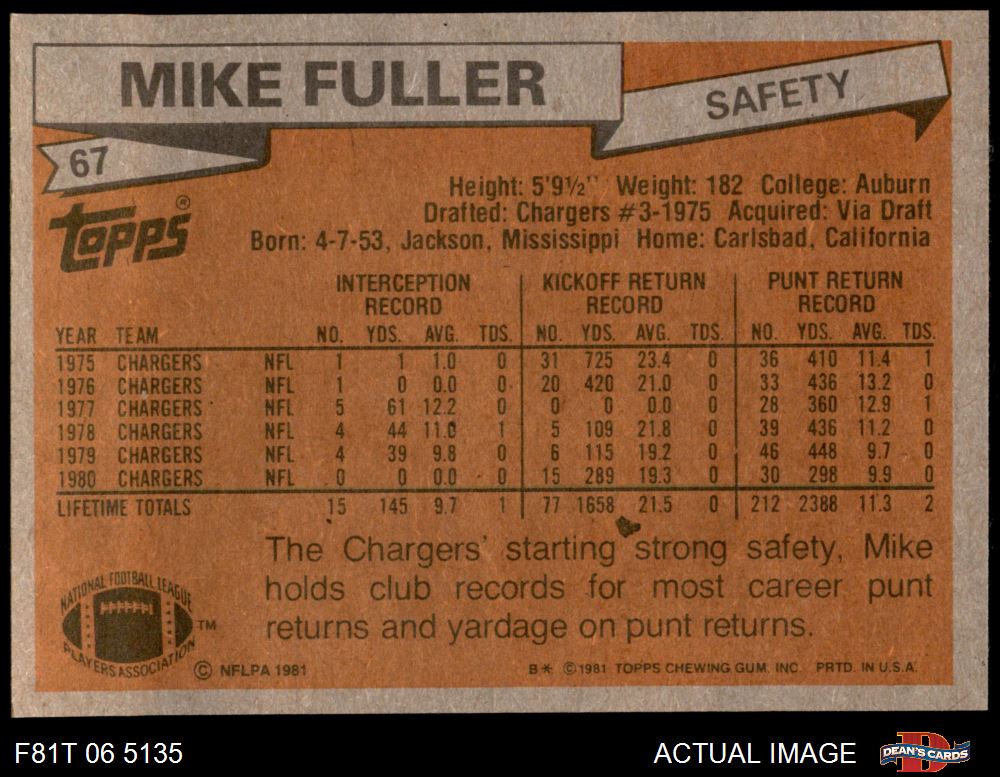 MIKE FULLER
SAFETY
67
TOPPS®
Height: 5'9½" Weight: 182 College: Auburn
Drafted: Chargers #3-1975 Acquired: Via Draft
Born: 4-7-53, Jackson, Mississippi Home: Carlsbad, California
INTERCEPTION RECORD KICKOFF RETURN RECORD PUNT RETURN RECORD
YEAR TEAM NO. YDS. AVG. TDS. NO. YDS. AVG. TDS. NO. YDS. AVG. TDS.
1975 CHARGERS NFL 1 1 1.0 0 31 725 23.4 0 36 410 11.4 1
1976 CHARGERS NFL 1 0 0.0 0 20 420 21.0 0 33 436 13.2 0
1977 CHARGERS NFL 5 61 12.2 0 0 0 0.0 0 28 360 12.9 1
1978 CHARGERS NFL 4 44 11.0 1 5 109 21.8 0 39 436 11.2 0
1979 CHARGERS NFL 4 39 9.8 0 6 115 19.2 0 46 448 9.7 0
1980 CHARGERS NFL 0 0 0.0 0 15 289 19.3 0 30 298 9.9 0
LIFETIME TOTALS 15 145 9.7 1 77 1658 21.5 0 212 2388 11.3 2
The Chargers' starting strong safety, Mike
holds club records for most career punt
returns and yardage on punt returns.
NATIONAL FOOTBALL LEAGUE
PLAYERS ASSOCIATION
TM
© NFLPA 1981
B* ©1981 TOPPS CHEWING GUM, INC. PRTD. IN U.S.A.
F81T 06 5135
ACTUAL IMAGE
D
DEAN'S CARDS